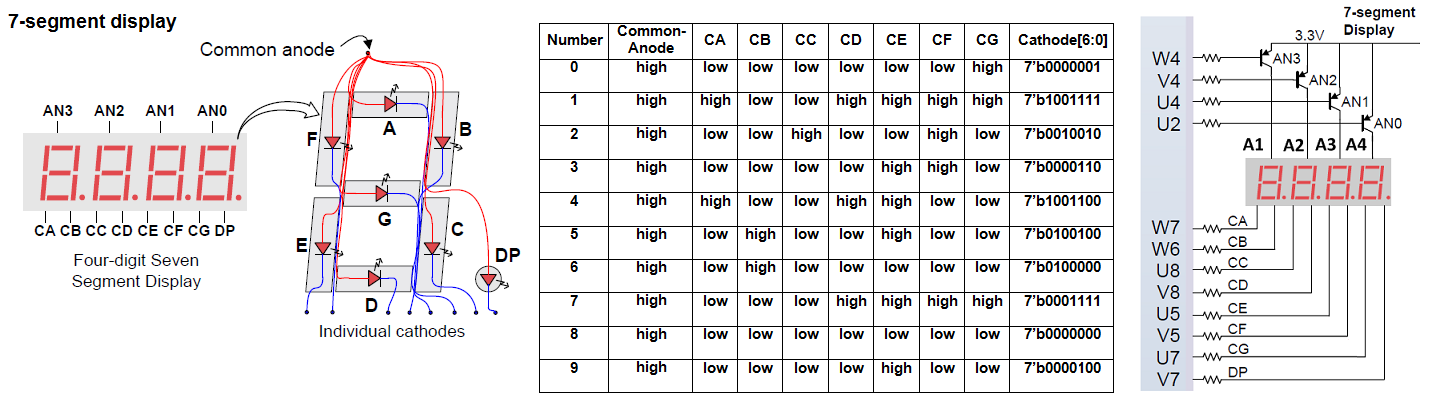 7-segment display
AN3 AN2 AN1 AN0
CA CB CC CD CE CF CG DP
Four-digit Seven
Segment Display
Common anode
A
F
B
G
E
C
DP
D
Individual cathodes
Number Common-Anode CA CB CC CD CE CF CG Cathode[6:0]
0 high low low low low low low high 7'b0000001
1 high high low low high high high high 7'b1001111
2 high low low high low low high low 7'b0010010
3 high low low low low high high low 7'b0000110
4 high high low low high high low low 7'b1001100
5 high low high low low high low low 7'b0100100
6 high low high low low low low low 7'b0100000
7 high low low low high high high high 7'b0001111
8 high low low low low low low low 7'b0000000
9 high low low low low high low low 7'b0000100
7-segment
Display
3.3V
W4 AN3
V4 AN2
U4 AN1
U2 AN0
A1 A2 A3 A4
W7 CA
W6 CB
U8 CC
V8 CD
U5 CE
V5 CF
U7 CG
V7 DP